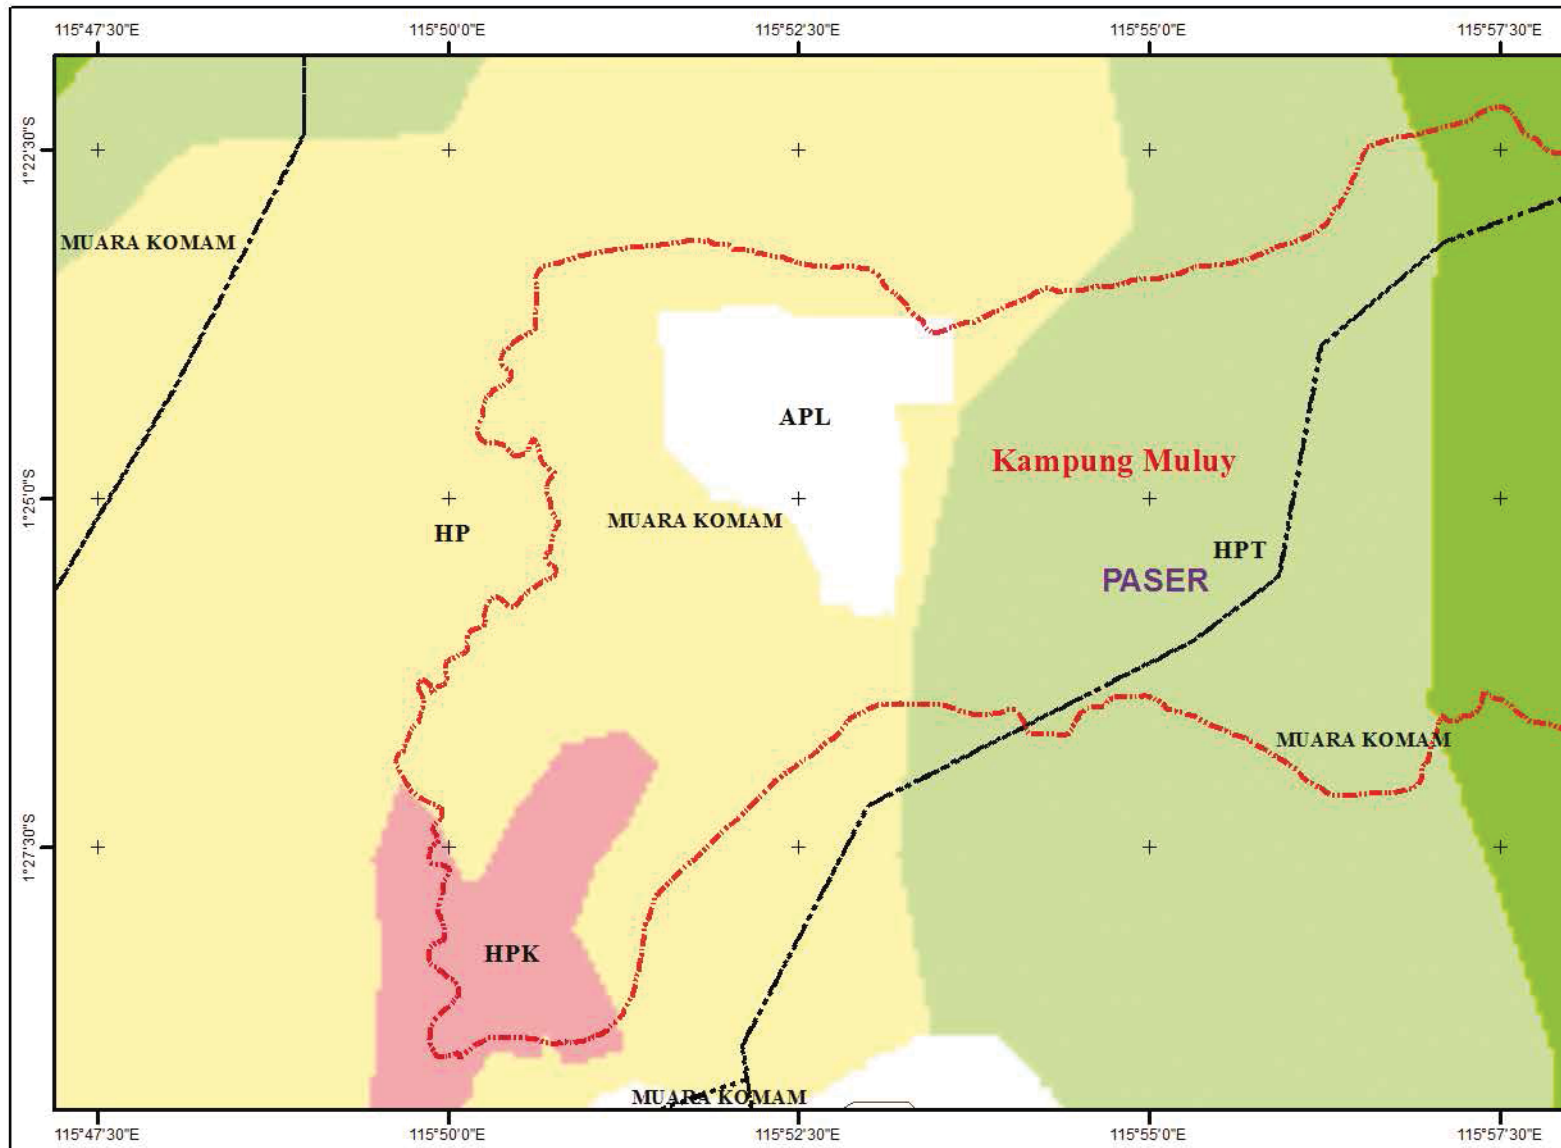 115°47'30"E 115°50'0"E 115°52'30"E 115°55'0"E 115°57'30"E
1°22'30"S
MUARA KOMAM
APL
Kampung Muluy
1°25'0"S
MUARA KOMAM
HP
HPT
PASER
MUARA KOMAM
1°27'30"S
HPK
MUARA KOMAM
115°47'30"E 115°50'0"E 115°52'30"E 115°55'0"E 115°57'30"E